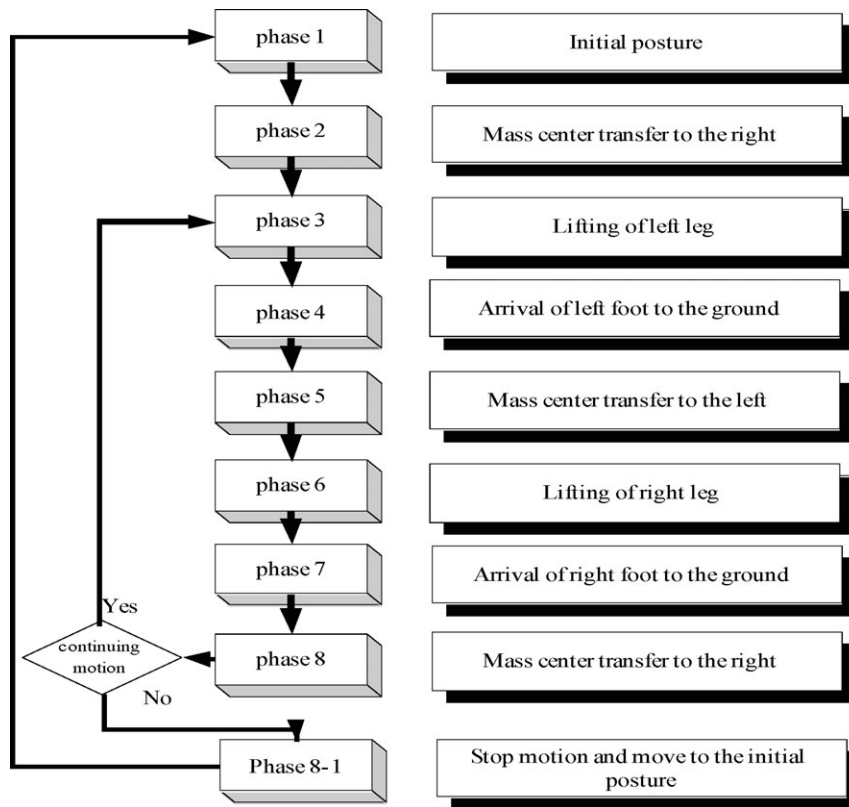 phase 1
Initial posture
phase 2
Mass center transfer to the right
phase 3
Lifting of left leg
phase 4
Arrival of left foot to the ground
phase 5
Mass center transfer to the left
phase 6
Lifting of right leg
phase 7
Arrival of right foot to the ground
Yes
continuing
motion
phase 8
Mass center transfer to the right
No
Phase 8-1
Stop motion and move to the initial
posture